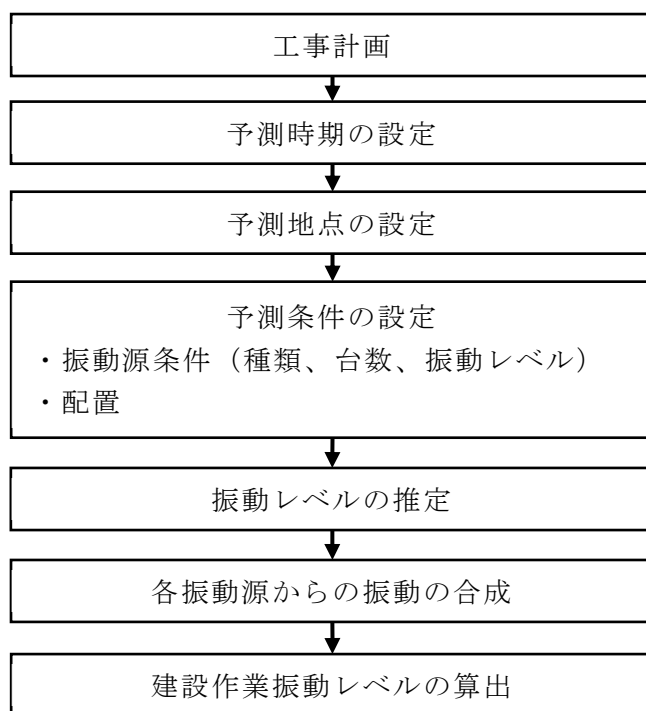 工事計画
予測時期の設定
予測地点の設定
予測条件の設定
・振動源条件（種類、台数、振動レベル）
・配置
振動レベルの推定
各振動源からの振動の合成
建設作業振動レベルの算出